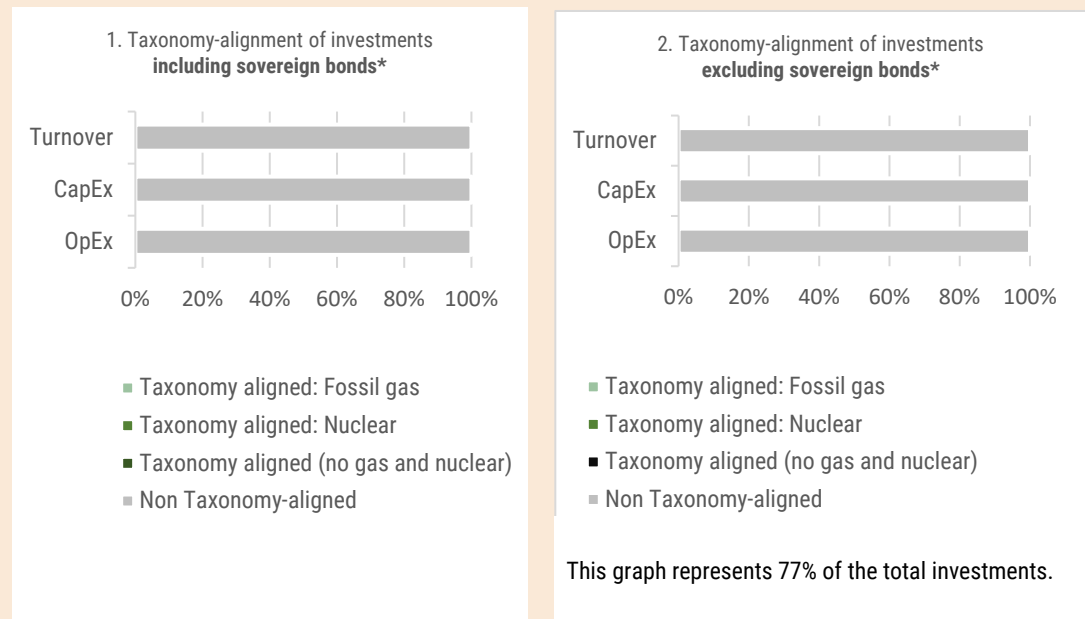 1. Taxonomy-alignment of investments
including sovereign bonds*
Turnover
CapEx
OpEx
0% 20% 40% 60% 80% 100%
Taxonomy aligned: Fossil gas
Taxonomy aligned: Nuclear
Taxonomy aligned (no gas and nuclear)
Non Taxonomy-aligned
2. Taxonomy-alignment of investments
excluding sovereign bonds*
Turnover
CapEx
OpEx
0% 20% 40% 60% 80% 100%
Taxonomy aligned: Fossil gas
Taxonomy aligned: Nuclear
Taxonomy aligned (no gas and nuclear)
Non Taxonomy-aligned
This graph represents 77% of the total investments.